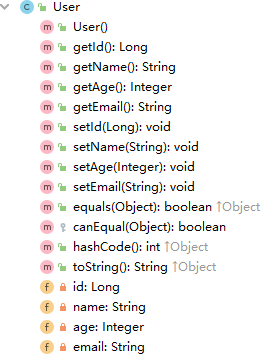 User
User()
getId(): Long
getName(): String
getAge(): Integer
getEmail(): String
setId(Long): void
setName(String): void
setAge(Integer): void
setEmail(String): void
equals(Object): boolean ↑Object
canEqual(Object): boolean
hashCode(): int ↑Object
toString(): String ↑Object
id: Long
name: String
age: Integer
email: String